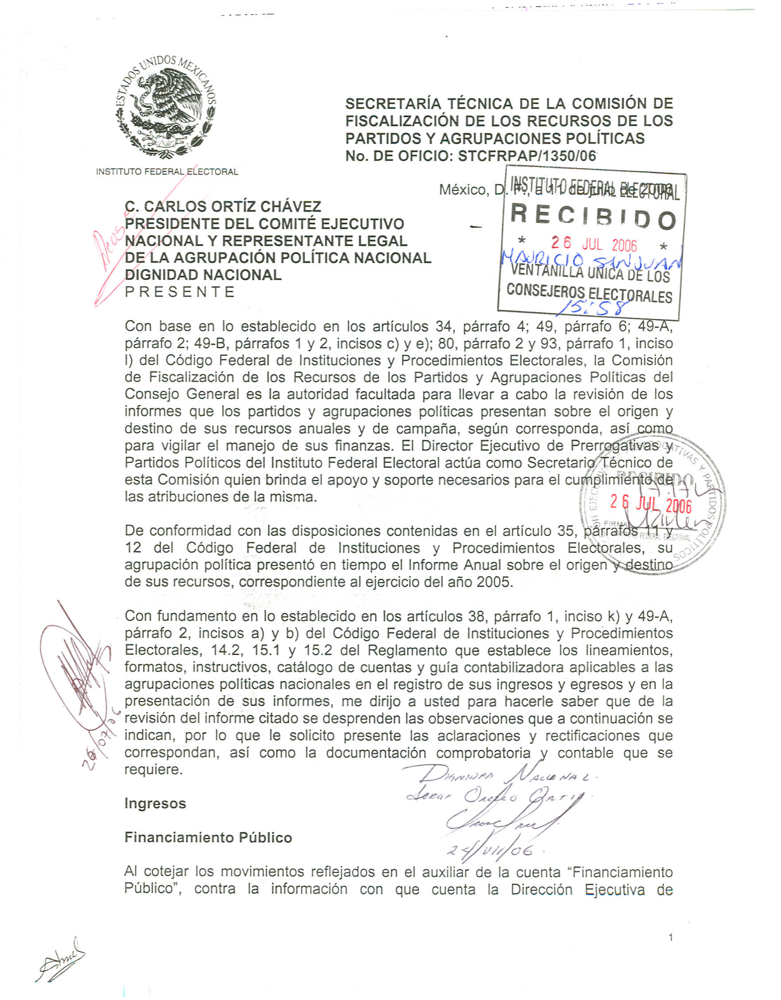 ESTADOS UNIDOS MEXICANOS
INSTITUTO FEDERAL ELECTORAL
SECRETARÍA TÉCNICA DE LA COMISIÓN DE
FISCALIZACIÓN DE LOS RECURSOS DE LOS
PARTIDOS Y AGRUPACIONES POLÍTICAS
No. DE OFICIO: STCFRPAP/1350/06
México, D. F., a 11 de de 2006
INSTITUTO FEDERAL ELECTORAL
RECIBIDO
* 26 JUL 2006 *
MAURICIO SANJUAN
VENTANILLA UNICA DE LOS
CONSEJEROS ELECTORALES
15:58
C. CARLOS ORTÍZ CHÁVEZ
PRESIDENTE DEL COMITÉ EJECUTIVO
NACIONAL Y REPRESENTANTE LEGAL
DE LA AGRUPACIÓN POLÍTICA NACIONAL
DIGNIDAD NACIONAL
P R E S E N T E
Con base en lo establecido en los artículos 34, párrafo 4; 49, párrafo 6; 49-A,
párrafo 2; 49-B, párrafos 1 y 2, incisos c) y e); 80, párrafo 2 y 93, párrafo 1, inciso
l) del Código Federal de Instituciones y Procedimientos Electorales, la Comisión
de Fiscalización de los Recursos de los Partidos y Agrupaciones Políticas del
Consejo General es la autoridad facultada para llevar a cabo la revisión de los
informes que los partidos y agrupaciones políticas presentan sobre el origen y
destino de sus recursos anuales y de campaña, según corresponda, así como
para vigilar el manejo de sus finanzas. El Director Ejecutivo de Prerrogativas y
Partidos Políticos del Instituto Federal Electoral actúa como Secretario Técnico de
esta Comisión quien brinda el apoyo y soporte necesarios para el cumplimiento de
las atribuciones de la misma.
EJECUTIVA DE PRERROGATIVAS Y PARTIDOS POLÍTICOS
RECIBIDO
26 JUL 2006
FIRMA
INSTITUTO FEDERAL ELECTORAL
De conformidad con las disposiciones contenidas en el artículo 35, párrafos 11 y
12 del Código Federal de Instituciones y Procedimientos Electorales, su
agrupación política presentó en tiempo el Informe Anual sobre el origen y destino
de sus recursos, correspondiente al ejercicio del año 2005.
Con fundamento en lo establecido en los artículos 38, párrafo 1, inciso k) y 49-A,
párrafo 2, incisos a) y b) del Código Federal de Instituciones y Procedimientos
Electorales, 14.2, 15.1 y 15.2 del Reglamento que establece los lineamientos,
formatos, instructivos, catálogo de cuentas y guía contabilizadora aplicables a las
agrupaciones políticas nacionales en el registro de sus ingresos y egresos y en la
presentación de sus informes, me dirijo a usted para hacerle saber que de la
revisión del informe citado se desprenden las observaciones que a continuación se
indican, por lo que le solicito presente las aclaraciones y rectificaciones que
correspondan, así como la documentación comprobatoria y contable que se
requiere.
26/07/06
DIGNIDAD NACIONAL.
ORTIZ.
24/VII/06.
Ingresos
Financiamiento Público
Al cotejar los movimientos reflejados en el auxiliar de la cuenta “Financiamiento
Público”, contra la información con que cuenta la Dirección Ejecutiva de
1